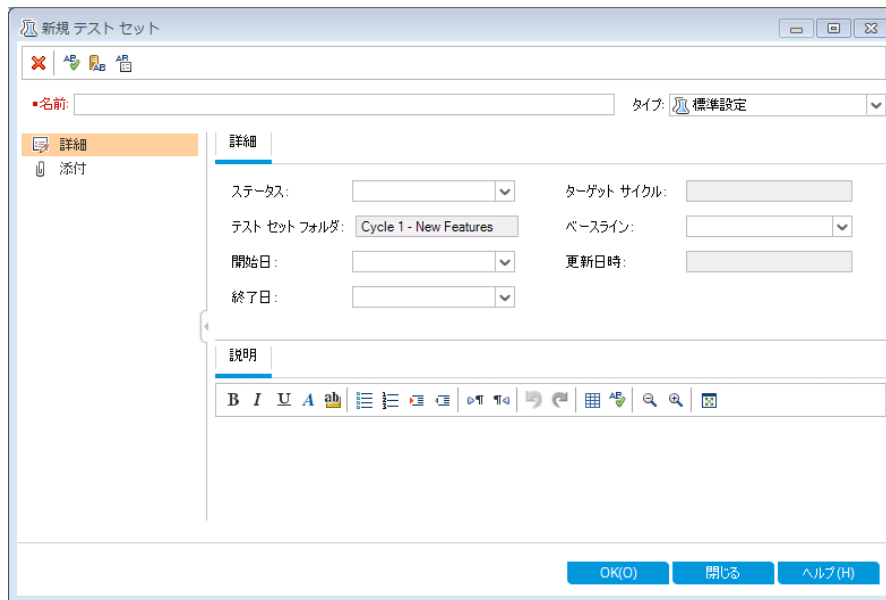 新規 テスト セット
名前:
タイプ: 標準設定
詳細
添付
詳細
ステータス:
ターゲット サイクル:
テスト セット フォルダ: Cycle 1 - New Features
ベースライン:
開始日:
更新日時:
終了日:
説明
B I U A ab
OK(O) 閉じる ヘルプ(H)